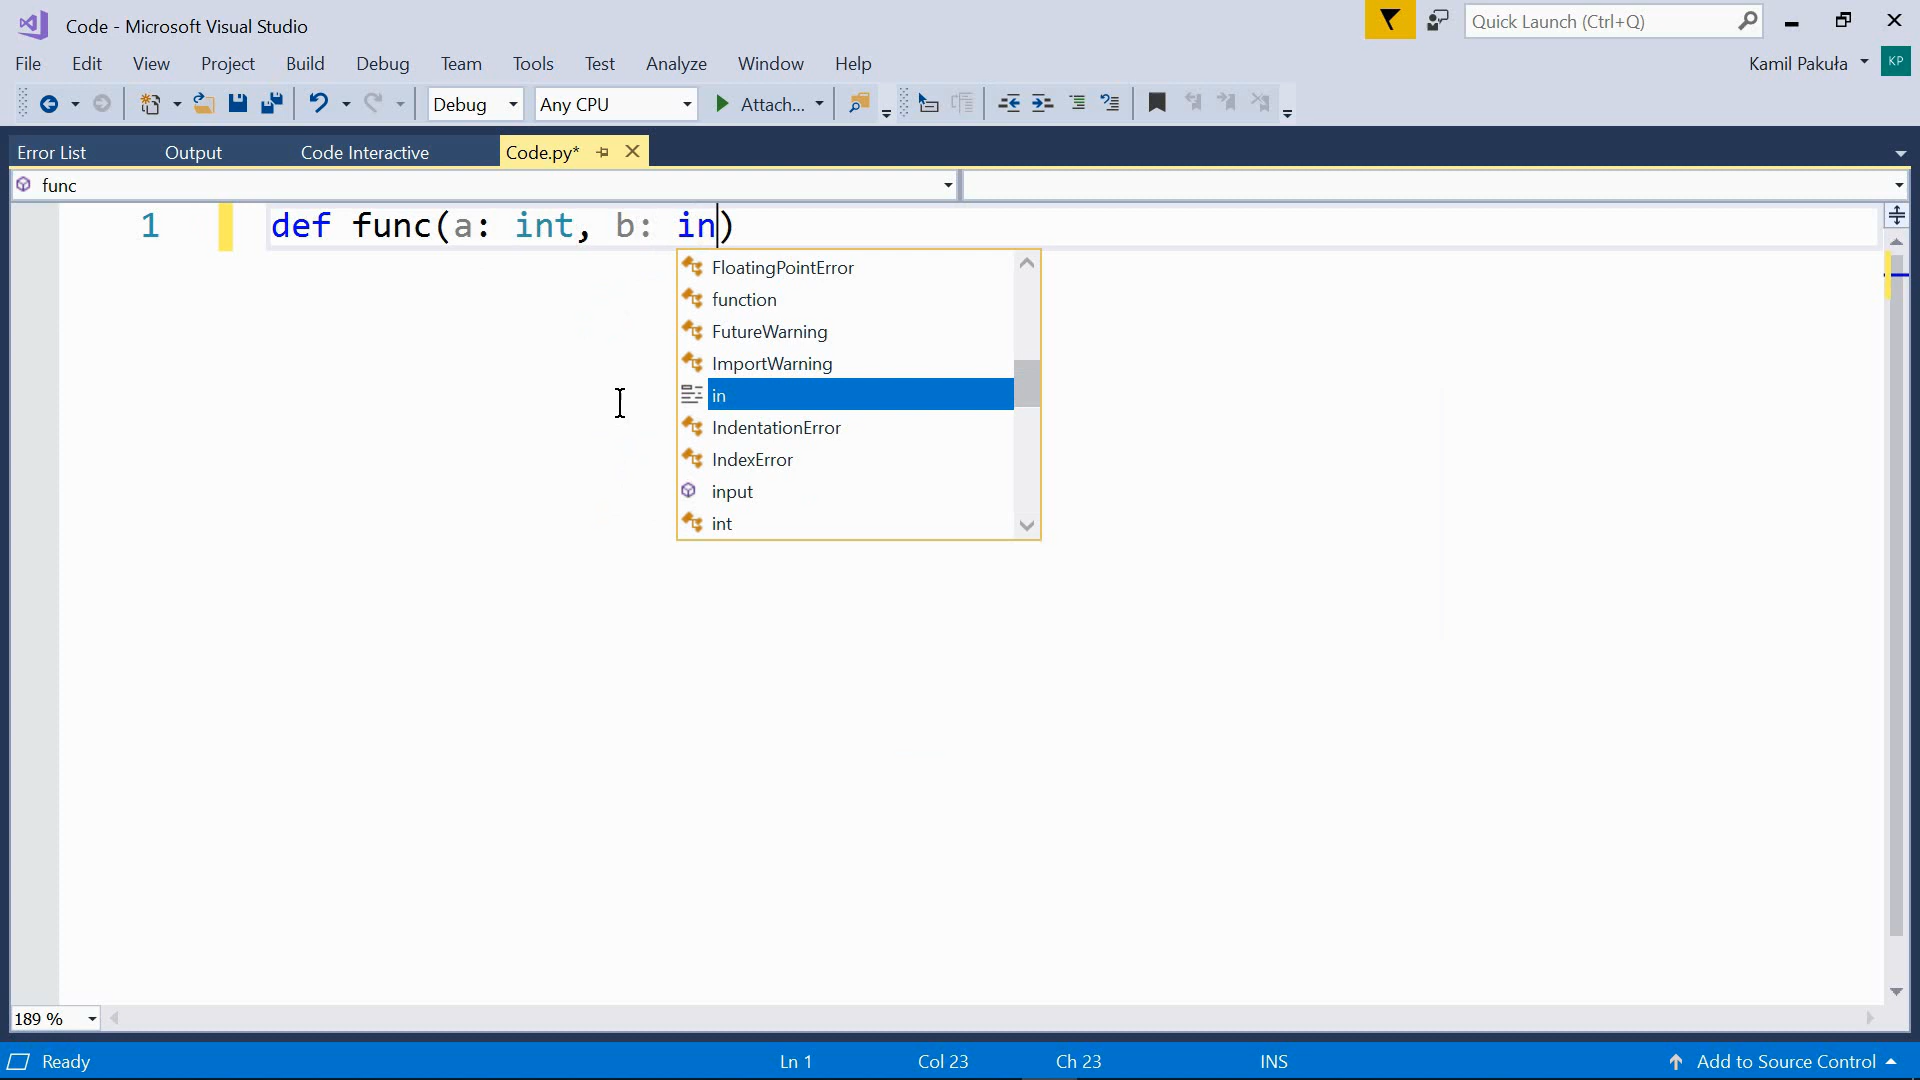 Code - Microsoft Visual Studio
Quick Launch (Ctrl+Q)
File Edit View Project Build Debug Team Tools Test Analyze Window Help
Kamil Pakuła KP
Debug Any CPU Attach...
Error List Output Code Interactive Code.py*
func
1 def func(a: int, b: in)
FloatingPointError
function
FutureWarning
ImportWarning
in
IndentationError
IndexError
input
int
189 %
Ready Ln 1 Col 23 Ch 23 INS Add to Source Control